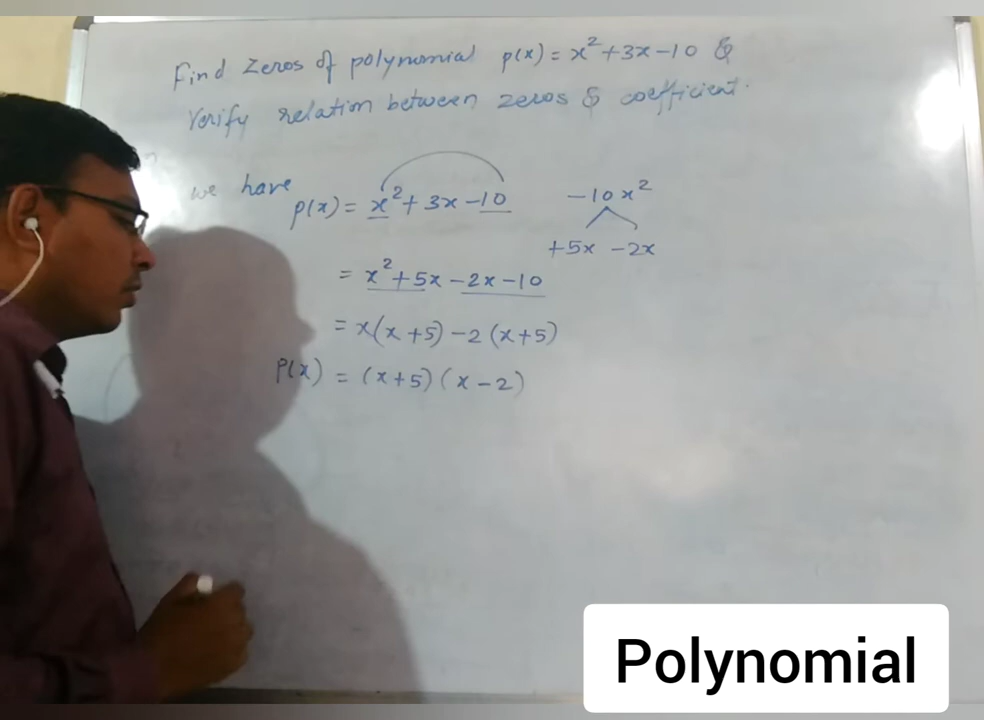 Find zeros of polynomial p(x) = x² + 3x - 10 &
Verify relation between zeros & coefficient.
we have
p(x) = x² + 3x - 10
-10x²
+5x -2x
= x² + 5x - 2x - 10
= x(x + 5) - 2(x + 5)
P(x) = (x + 5)(x - 2)
Polynomial